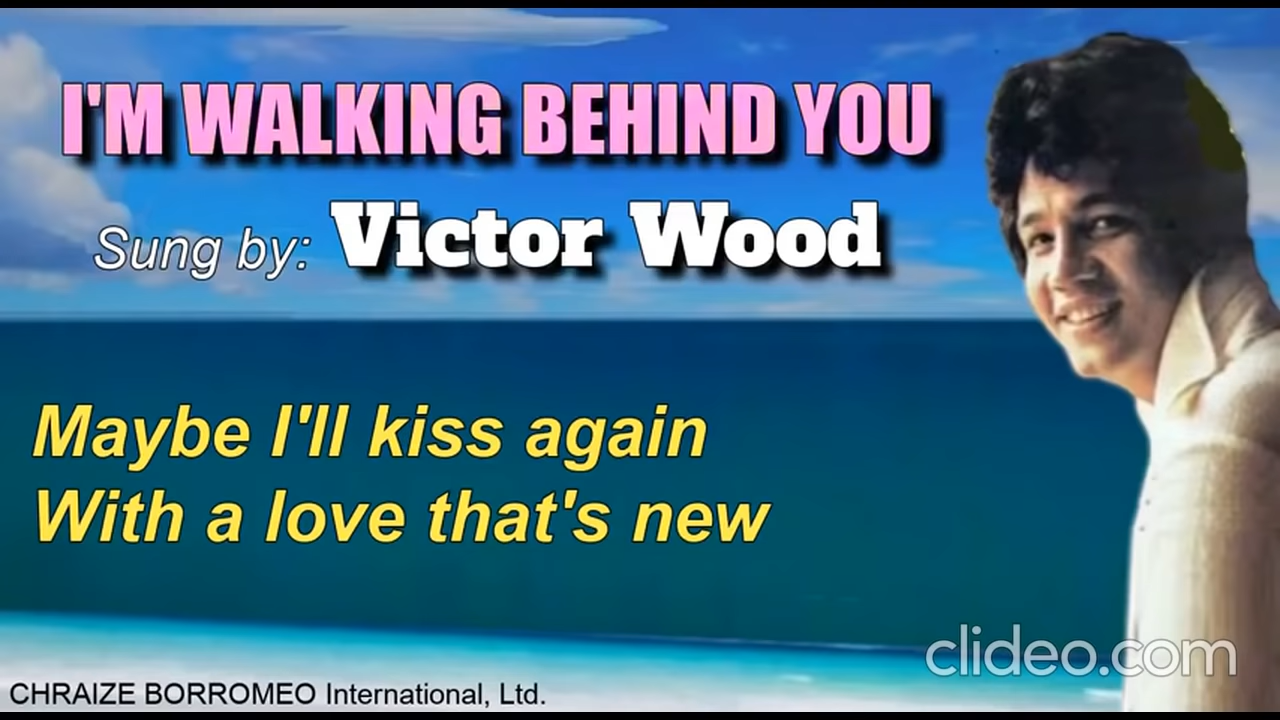 I'M WALKING BEHIND YOU
Sung by: Victor Wood
Maybe I'll kiss again
With a love that's new
clideo.com
CHRAIZE BORROMEO International, Ltd.